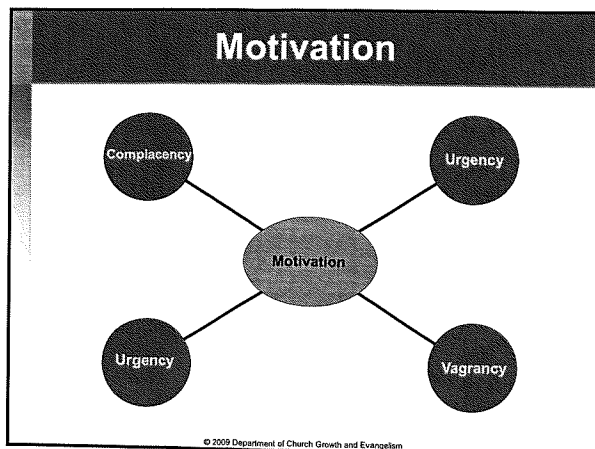 Motivation
Complacency
Urgency
Motivation
Urgency
Vagrancy
© 2009 Department of Church Growth and Evangelism